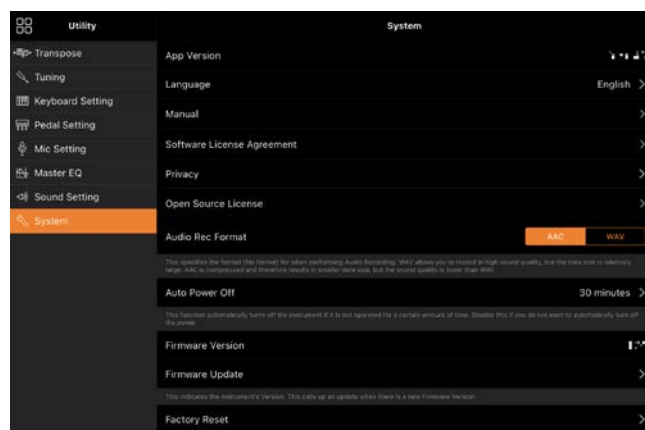 Utility
System
Transpose
Tuning
Keyboard Setting
Pedal Setting
Mic Setting
Master EQ
Sound Setting
System
App Version
Language English
Manual
Software License Agreement
Privacy
Open Source License
Audio Rec Format AAC WAV
This specifies the format (file format) for when performing Audio Recording. WAV allows you to record in high sound quality, but the data size is relatively
large. AAC is compressed and therefore results in smaller data size, but the sound quality is lower than WAV.
Auto Power Off 30 minutes
This function automatically turns off the instrument if it is not operated for a certain amount of time. Disable this if you do not want to automatically turn off
the power.
Firmware Version
Firmware Update
This indicates the instrument's Version. This calls up an update when there is a new Firmware Version.
Factory Reset